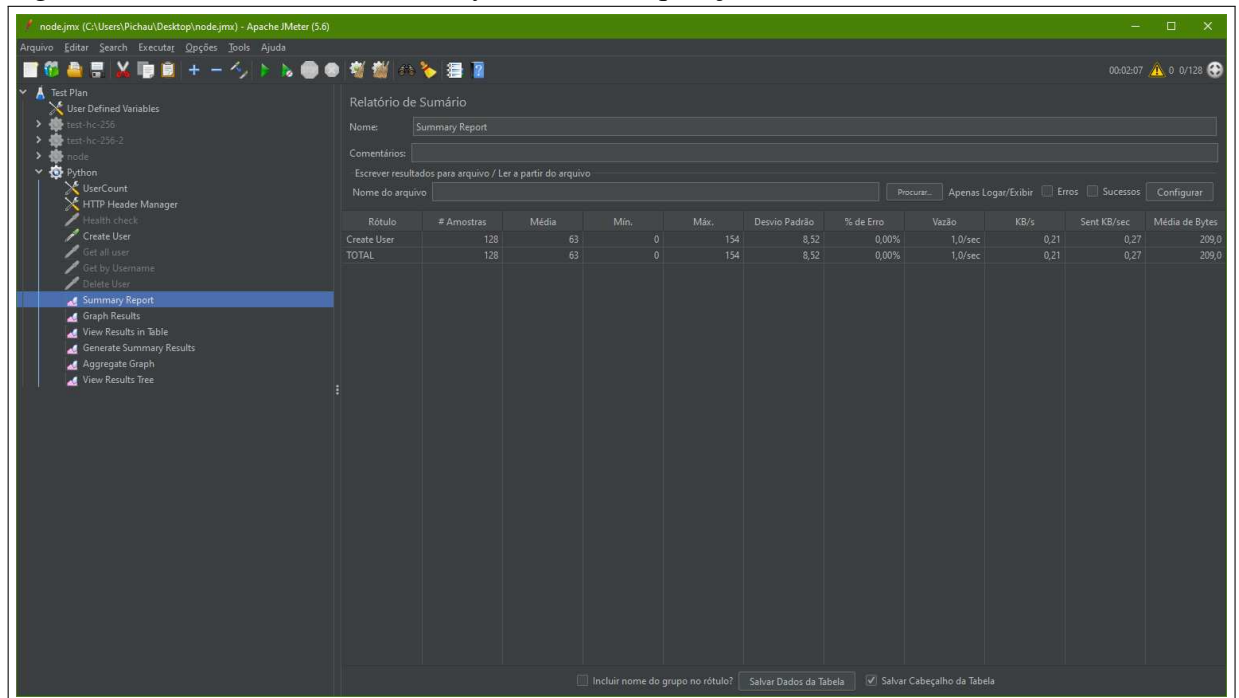 node.jmx (C:\Users\Pichau\Desktop\node.jmx) - Apache JMeter (5.6)
Arquivo Editar Search Executar Opções Tools Ajuda
00:02:07 0 0/128
Test Plan
User Defined Variables
test-hc-256
test-hc-256-2
node
Python
UserCount
HTTP Header Manager
Health check
Create User
Get all user
Get by Username
Delete User
Summary Report
Graph Results
View Results in Table
Generate Summary Results
Aggregate Graph
View Results Tree
Relatório de Sumário
Nome: Summary Report
Comentários:
Escrever resultados para arquivo / Ler a partir do arquivo
Nome do arquivo Procurar... Apenas Logar/Exibir Erros Sucessos Configurar
Rótulo # Amostras Média Mín. Máx. Desvio Padrão % de Erro Vazão KB/s Sent KB/sec Média de Bytes
Create User 128 63 0 154 8,52 0,00% 1,0/sec 0,21 0,27 209,0
TOTAL 128 63 0 154 8,52 0,00% 1,0/sec 0,21 0,27 209,0
Incluir nome do grupo no rótulo? Salvar Dados da Tabela Salvar Cabeçalho da Tabela